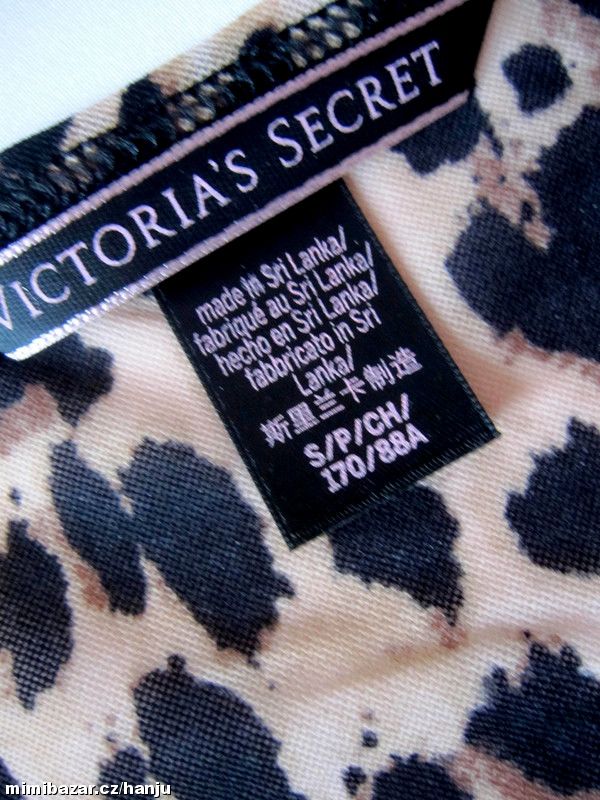 VICTORIA'S SECRET
made in Sri Lanka/
fabriqué au Sri Lanka/
hecho en Sri Lanka/
fabricato in Sri
Lanka/
斯里兰卡制造
S/P/CH/
170/88A
mimibazar.cz/hanju